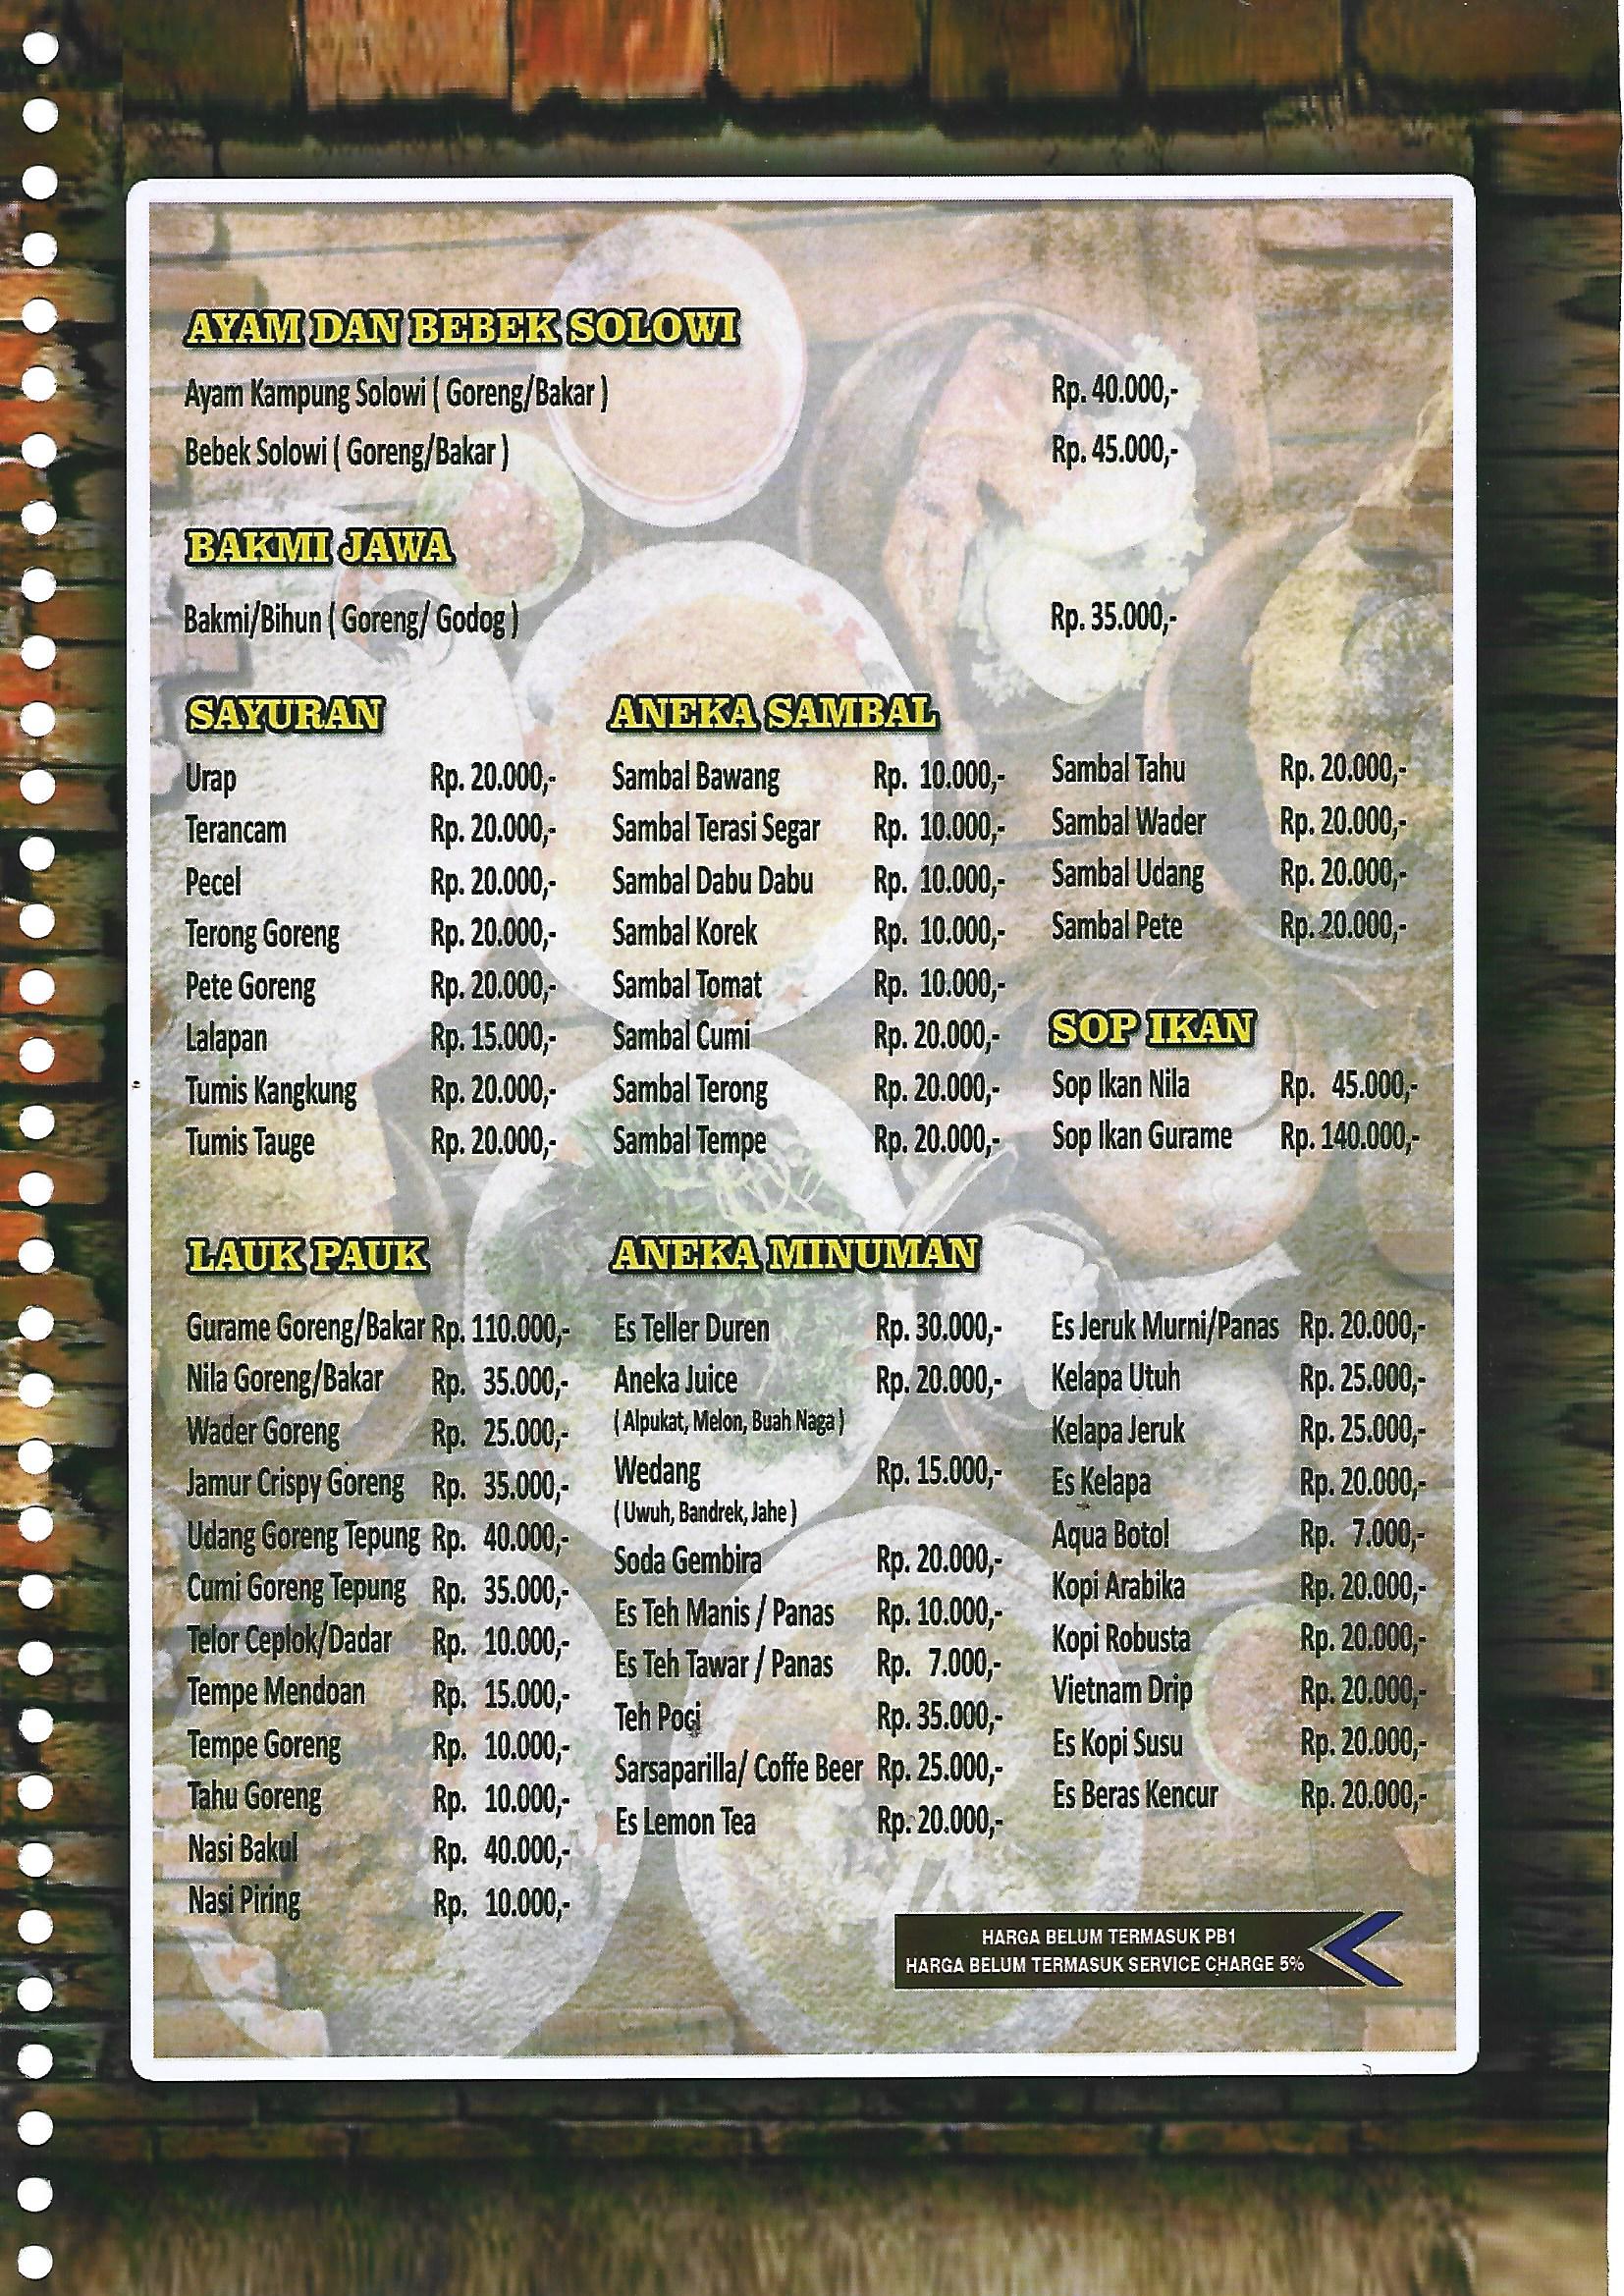 AYAM DAN BEBEK SOLOWI
Ayam Kampung Solowi ( Goreng/Bakar ) Rp. 40.000,-
Bebek Solowi ( Goreng/Bakar ) Rp. 45.000,-
BAKMI JAWA
Bakmi/Bihun ( Goreng/ Godog ) Rp. 35.000,-
SAYURAN
Urap Rp. 20.000,-
Terancam Rp. 20.000,-
Pecel Rp. 20.000,-
Terong Goreng Rp. 20.000,-
Pete Goreng Rp. 20.000,-
Lalapan Rp. 15.000,-
Tumis Kangkung Rp. 20.000,-
Tumis Tauge Rp. 20.000,-
ANEKA SAMBAL
Sambal Bawang Rp. 10.000,-
Sambal Terasi Segar Rp. 10.000,-
Sambal Dabu Dabu Rp. 10.000,-
Sambal Korek Rp. 10.000,-
Sambal Tomat Rp. 10.000,-
Sambal Cumi Rp. 20.000,-
Sambal Terong Rp. 20.000,-
Sambal Tempe Rp. 20.000,-
Sambal Tahu Rp. 20.000,-
Sambal Wader Rp. 20.000,-
Sambal Udang Rp. 20.000,-
Sambal Pete Rp. 20.000,-
SOP IKAN
Sop Ikan Nila Rp. 45.000,-
Sop Ikan Gurame Rp. 140.000,-
LAUK PAUK
Gurame Goreng/Bakar Rp. 110.000,-
Nila Goreng/Bakar Rp. 35.000,-
Wader Goreng Rp. 25.000,-
Jamur Crispy Goreng Rp. 35.000,-
Udang Goreng Tepung Rp. 40.000,-
Cumi Goreng Tepung Rp. 35.000,-
Telor Ceplok/Dadar Rp. 10.000,-
Tempe Mendoan Rp. 15.000,-
Tempe Goreng Rp. 10.000,-
Tahu Goreng Rp. 10.000,-
Nasi Bakul Rp. 40.000,-
Nasi Piring Rp. 10.000,-
ANEKA MINUMAN
Es Teller Duren Rp. 30.000,-
Aneka Juice Rp. 20.000,-
( Alpukat, Melon, Buah Naga )
Wedang Rp. 15.000,-
( Uwuh, Bandrek, Jahe )
Soda Gembira Rp. 20.000,-
Es Teh Manis / Panas Rp. 10.000,-
Es Teh Tawar / Panas Rp. 7.000,-
Teh Poci Rp. 35.000,-
Sarsaparilla/ Coffe Beer Rp. 25.000,-
Es Lemon Tea Rp. 20.000,-
Es Jeruk Murni/Panas Rp. 20.000,-
Kelapa Utuh Rp. 25.000,-
Kelapa Jeruk Rp. 25.000,-
Es Kelapa Rp. 20.000,-
Aqua Botol Rp. 7.000,-
Kopi Arabika Rp. 20.000,-
Kopi Robusta Rp. 20.000,-
Vietnam Drip Rp. 20.000,-
Es Kopi Susu Rp. 20.000,-
Es Beras Kencur Rp. 20.000,-
HARGA BELUM TERMASUK PB1
HARGA BELUM TERMASUK SERVICE CHARGE 5%